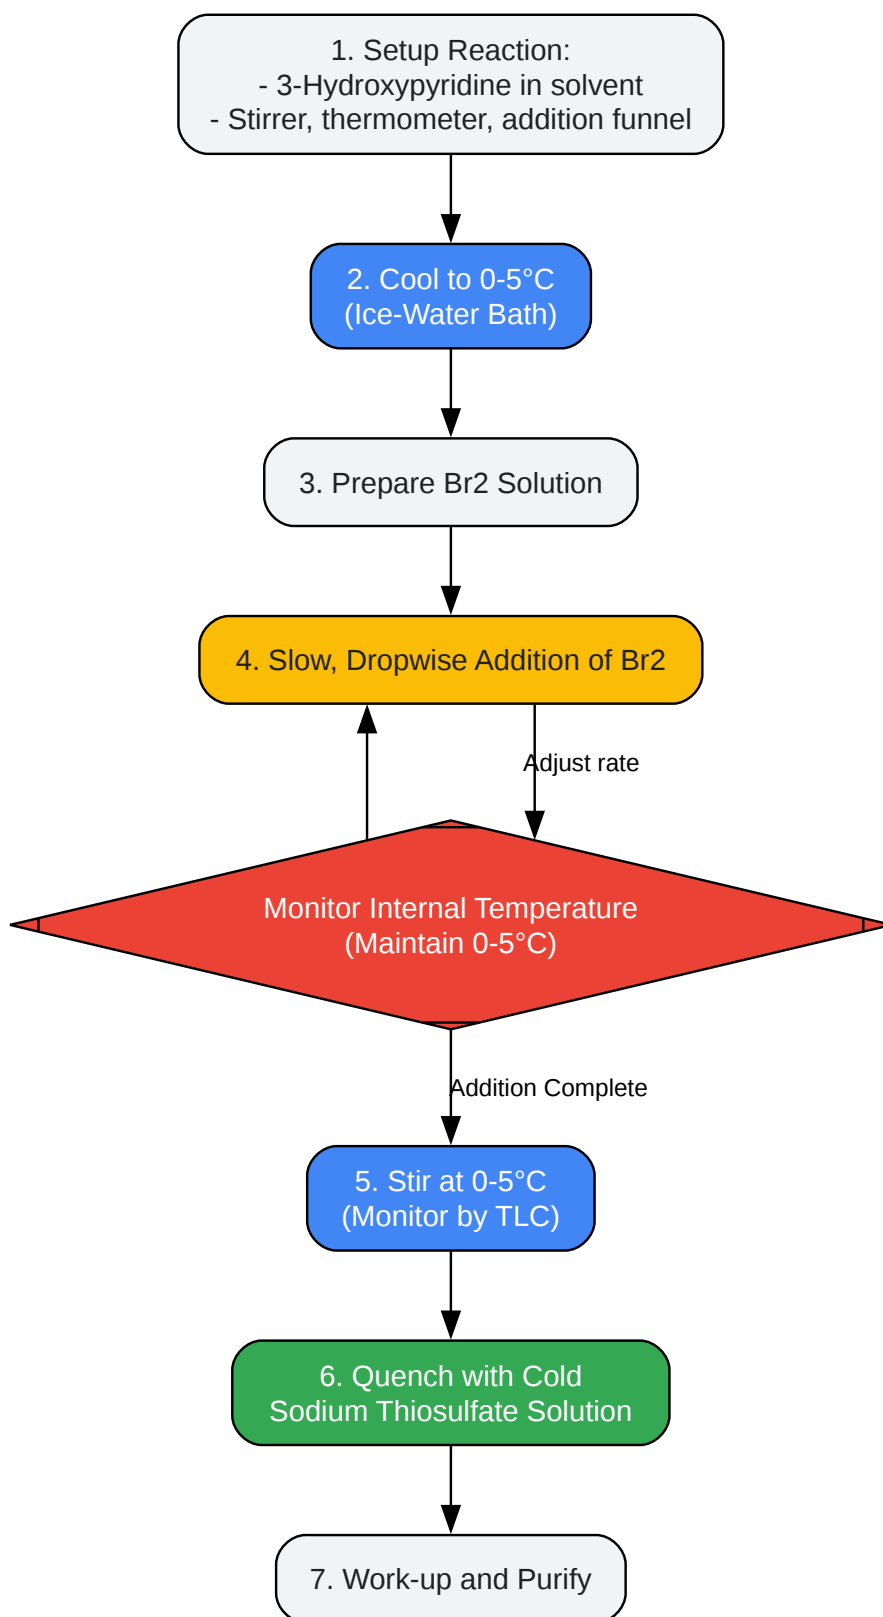 1. Setup Reaction:
- 3-Hydroxypyridine in solvent
- Stirrer, thermometer, addition funnel
2. Cool to 0-5°C
(Ice-Water Bath)
3. Prepare Br2 Solution
4. Slow, Dropwise Addition of Br2
Adjust rate
Monitor Internal Temperature
(Maintain 0-5°C)
Addition Complete
5. Stir at 0-5°C
(Monitor by TLC)
6. Quench with Cold
Sodium Thiosulfate Solution
7. Work-up and Purify